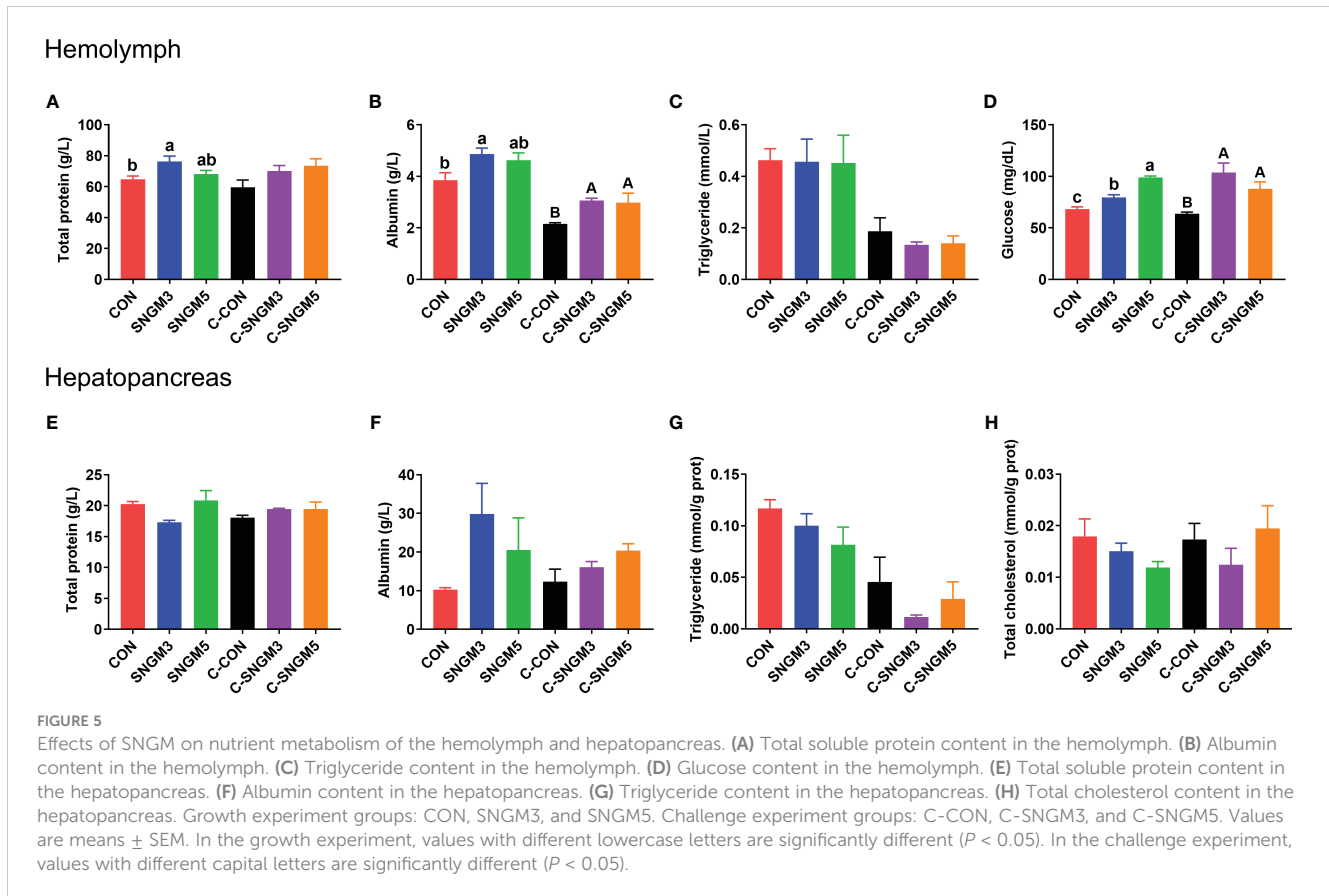 Hemolymph
A
B
C
D
Total protein (g/L)
100
80
60
40
20
0
b
a
ab
CON
SNGM3
SNGM5
C-CON
C-SNGM3
C-SNGM5
Albumin (g/L)
6
4
2
0
b
a
ab
B
A
A
CON
SNGM3
SNGM5
C-CON
C-SNGM3
C-SNGM5
Triglyceride (mmol/L)
0.6
0.4
0.2
0.0
CON
SNGM3
SNGM5
C-CON
C-SNGM3
C-SNGM5
Glucose (mg/dL)
150
100
50
0
c
b
a
B
A
A
CON
SNGM3
SNGM5
C-CON
C-SNGM3
C-SNGM5
Hepatopancreas
E
F
G
H
Total protein (g/L)
25
20
15
10
5
0
CON
SNGM3
SNGM5
C-CON
C-SNGM3
C-SNGM5
Albumin (g/L)
40
30
20
10
0
CON
SNGM3
SNGM5
C-CON
C-SNGM3
C-SNGM5
Triglyceride (mmol/g prot)
0.15
0.10
0.05
0.00
CON
SNGM3
SNGM5
C-CON
C-SNGM3
C-SNGM5
Total cholesterol (mmol/g prot)
0.03
0.02
0.01
0.00
CON
SNGM3
SNGM5
C-CON
C-SNGM3
C-SNGM5
FIGURE 5
Effects of SNGM on nutrient metabolism of the hemolymph and hepatopancreas. (A) Total soluble protein content in the hemolymph. (B) Albumin
content in the hemolymph. (C) Triglyceride content in the hemolymph. (D) Glucose content in the hemolymph. (E) Total soluble protein content in
the hepatopancreas. (F) Albumin content in the hepatopancreas. (G) Triglyceride content in the hepatopancreas. (H) Total cholesterol content in the
hepatopancreas. Growth experiment groups: CON, SNGM3, and SNGM5. Challenge experiment groups: C-CON, C-SNGM3, and C-SNGM5. Values
are means ± SEM. In the growth experiment, values with different lowercase letters are significantly different (P < 0.05). In the challenge experiment,
values with different capital letters are significantly different (P < 0.05).